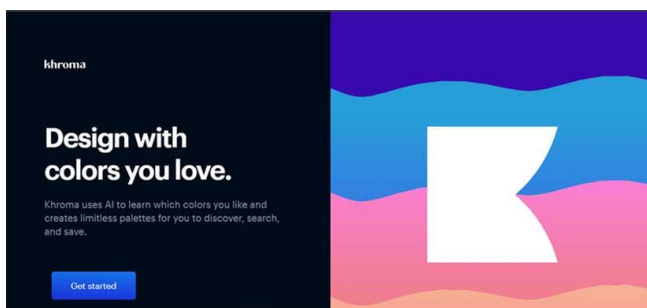 khroma
Design with
colors you love.
Khroma uses AI to learn which colors you like and
creates limitless palettes for you to discover, search,
and save.
Get started
K